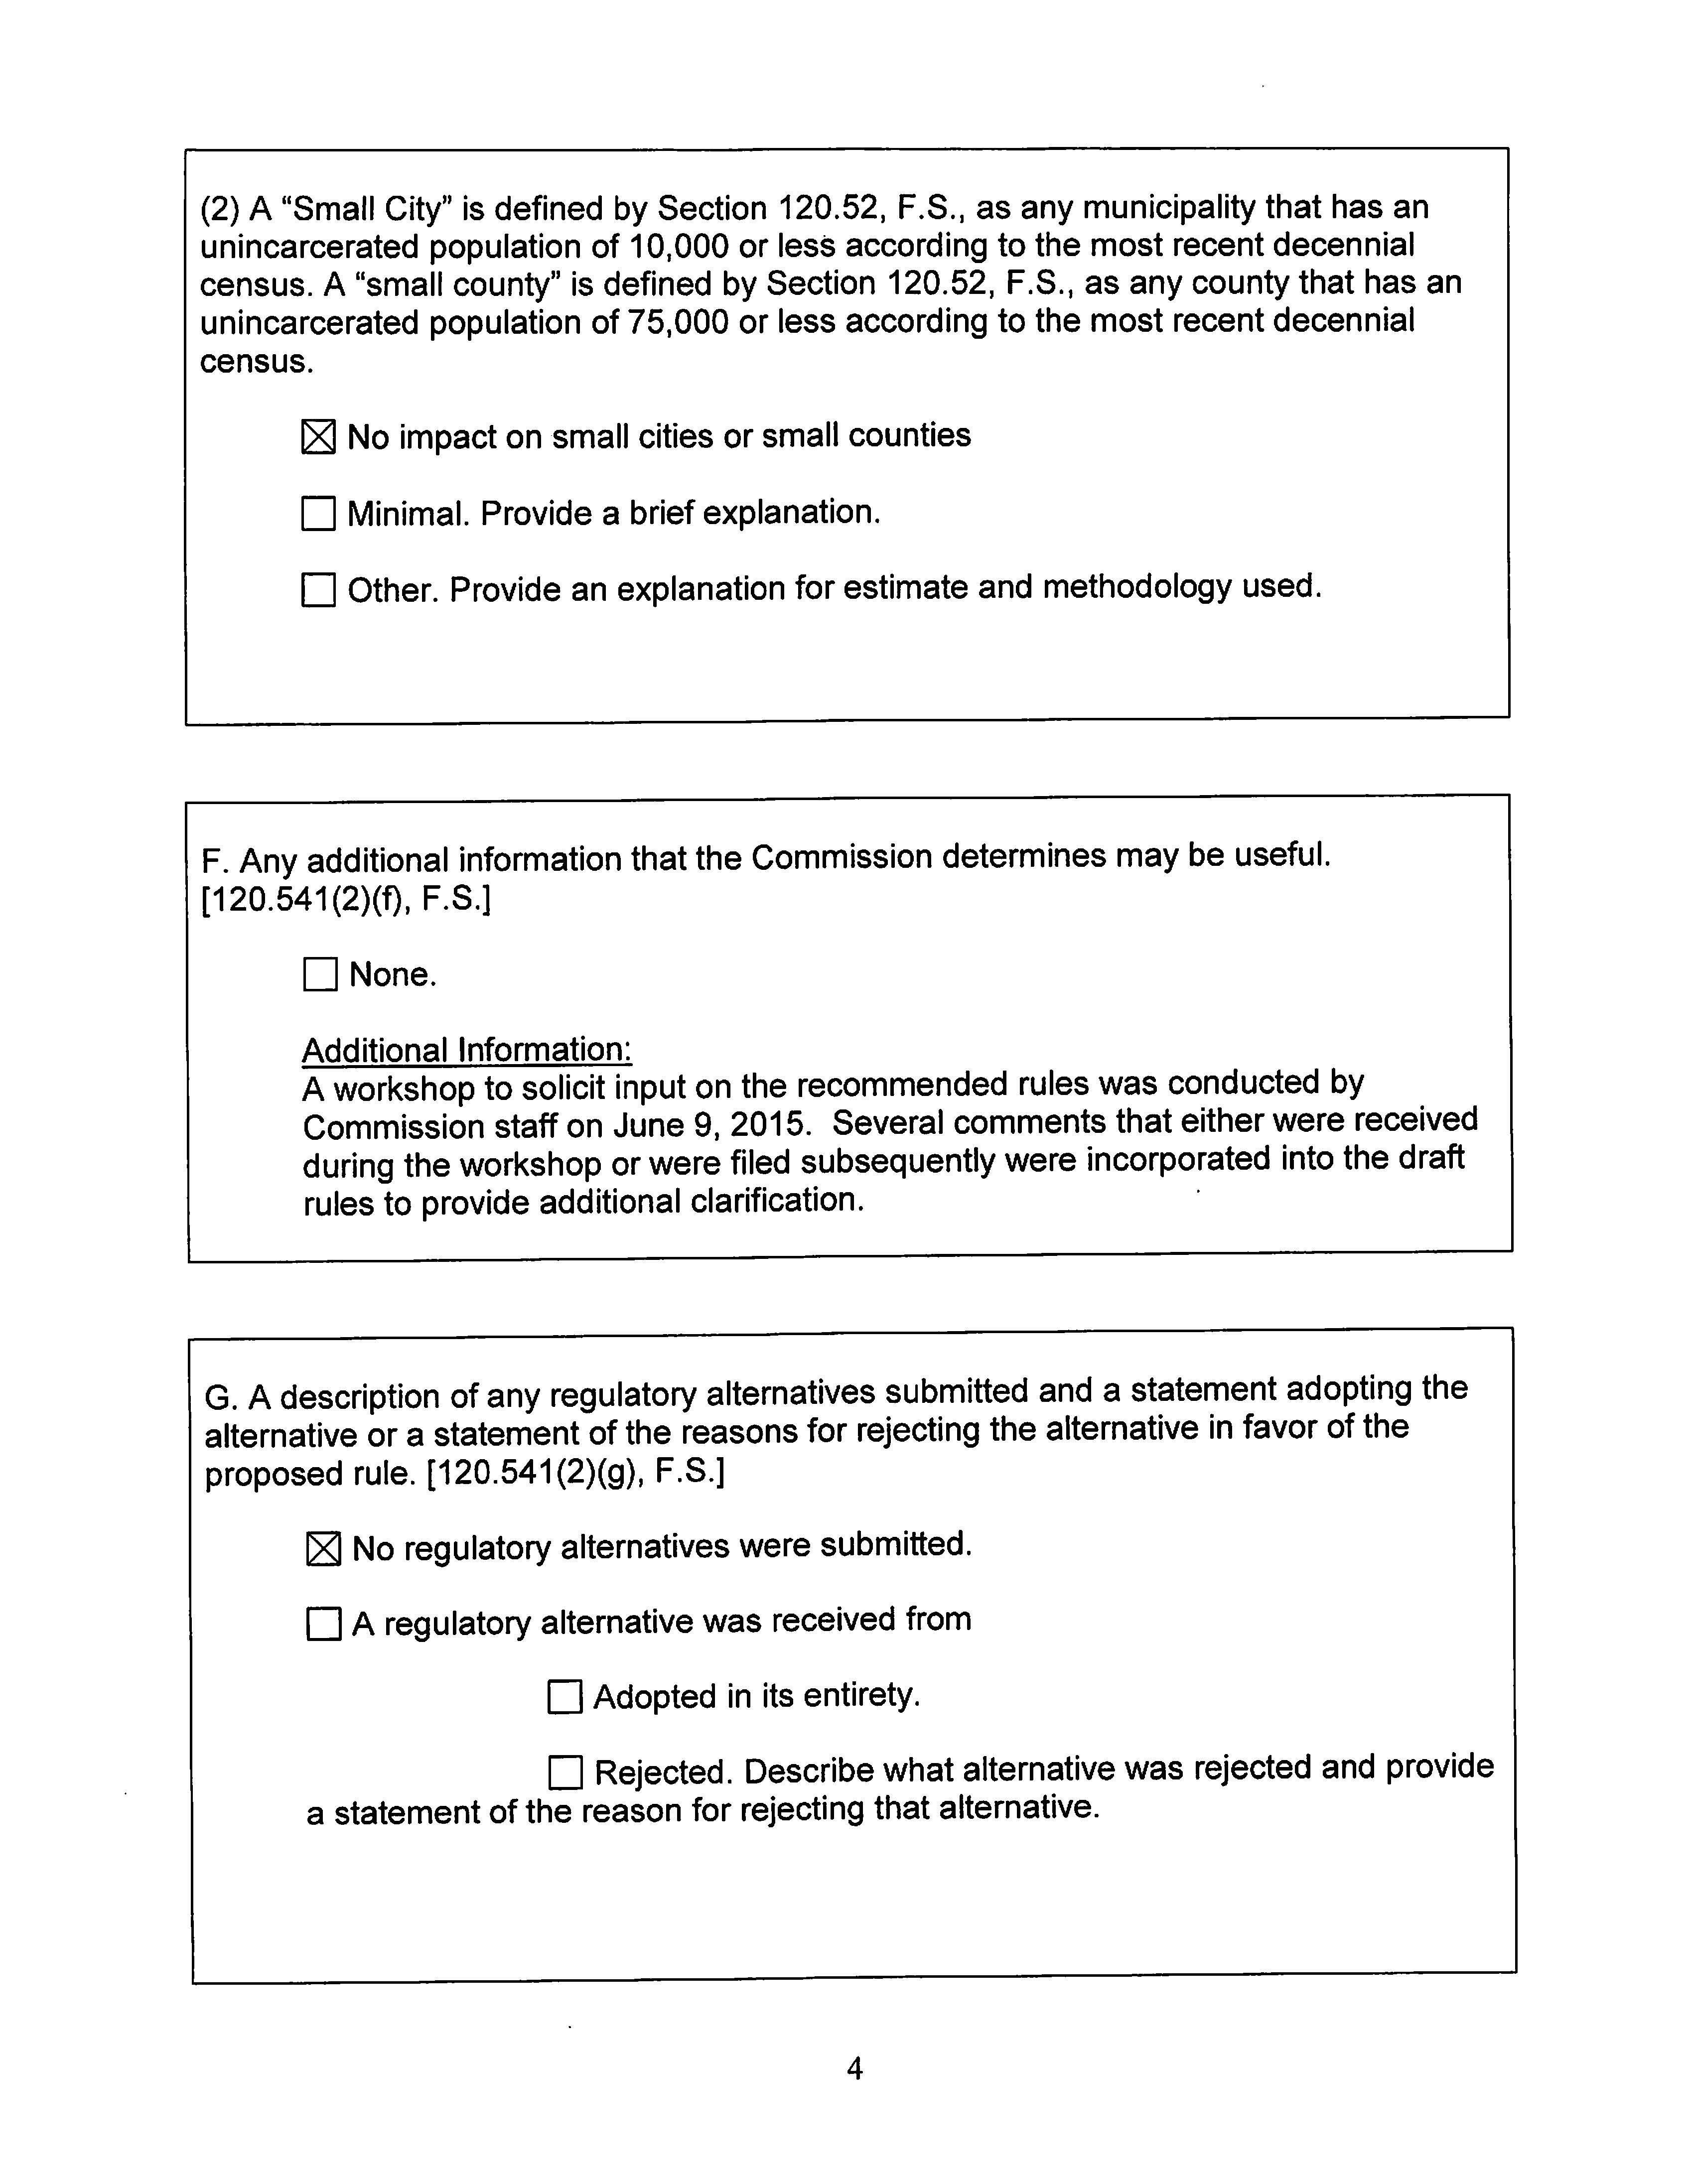 (2) A “Small City” is defined by Section 120.52, F.S., as any municipality that has an
unincarcerated population of 10,000 or less according to the most recent decennial
census. A “small county” is defined by Section 120.52, F.S., as any county that has an
unincarcerated population of 75,000 or less according to the most recent decennial
census.
☒ No impact on small cities or small counties
☐ Minimal. Provide a brief explanation.
☐ Other. Provide an explanation for estimate and methodology used.
F. Any additional information that the Commission determines may be useful.
[120.541(2)(f), F.S.]
☐ None.
Additional Information:
A workshop to solicit input on the recommended rules was conducted by
Commission staff on June 9, 2015.  Several comments that either were received
during the workshop or were filed subsequently were incorporated into the draft
rules to provide additional clarification.
G. A description of any regulatory alternatives submitted and a statement adopting the
alternative or a statement of the reasons for rejecting the alternative in favor of the
proposed rule. [120.541(2)(g), F.S.]
☒ No regulatory alternatives were submitted.
☐ A regulatory alternative was received from
☐ Adopted in its entirety.
☐ Rejected. Describe what alternative was rejected and provide
a statement of the reason for rejecting that alternative.
4